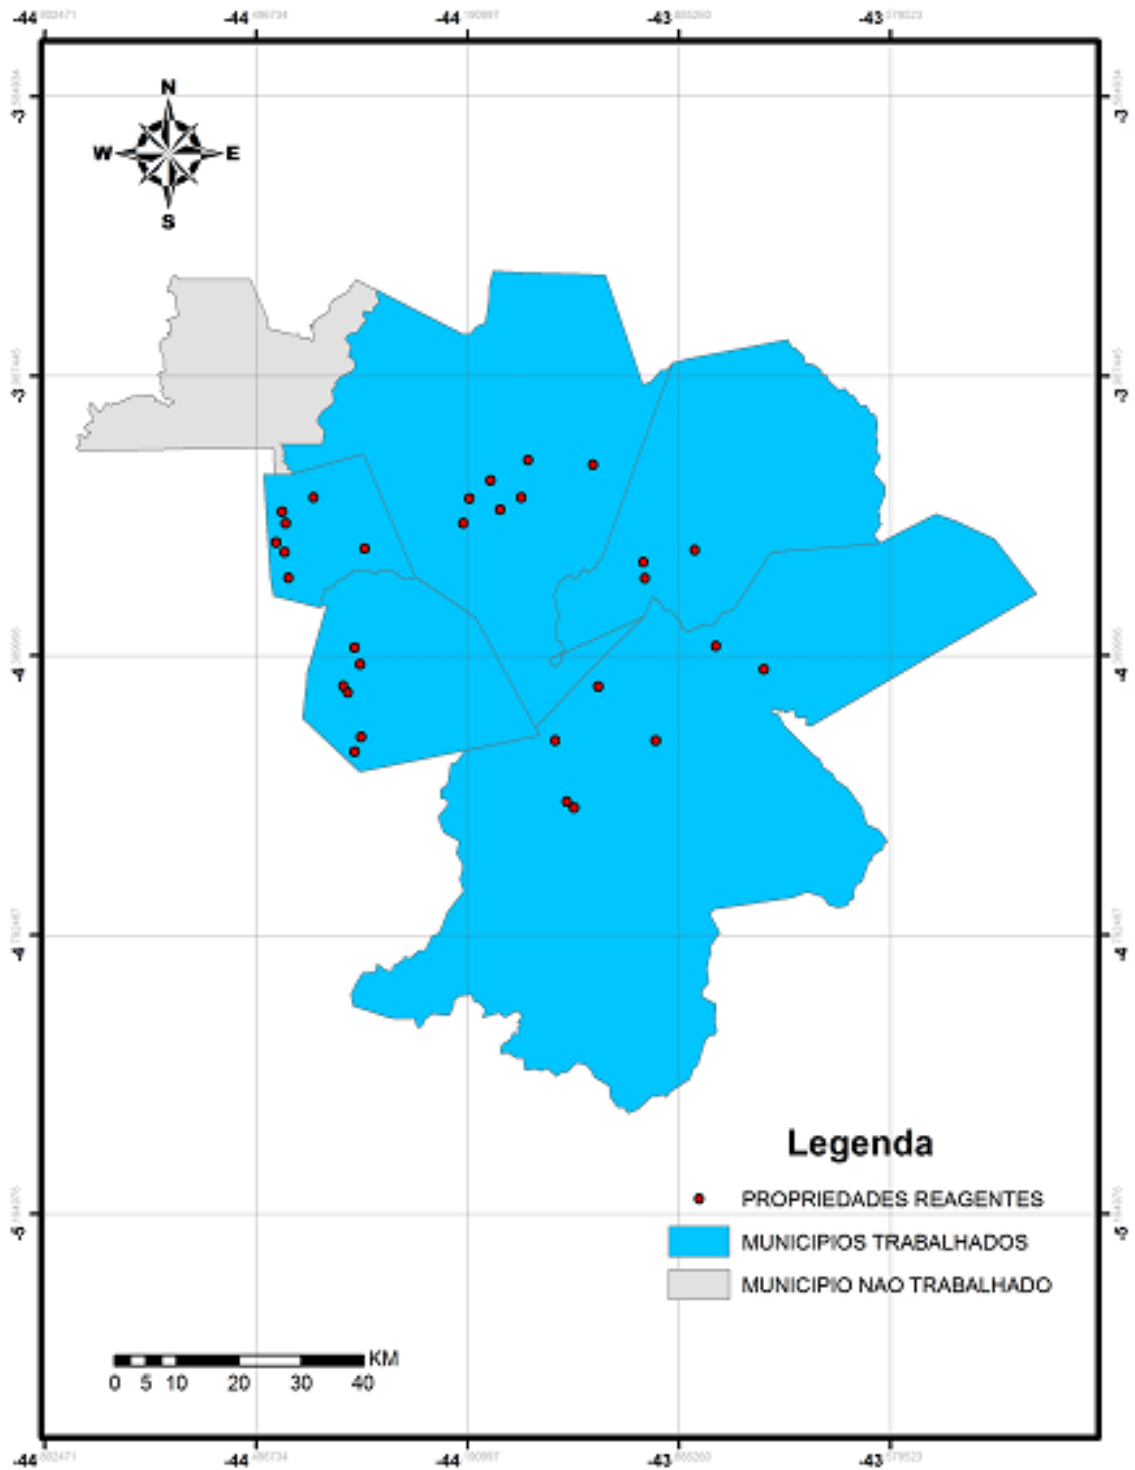 -44 -44 -44 -43 -43
N
W E
S
-3 -3
-3 -3
-4 -4
-4 -4
-5 -5
Legenda
PROPRIEDADES REAGENTES
MUNICIPIOS TRABALHADOS
MUNICIPIO NAO TRABALHADO
KM
0 5 10 20 30 40
-44 -44 -44 -43 -43